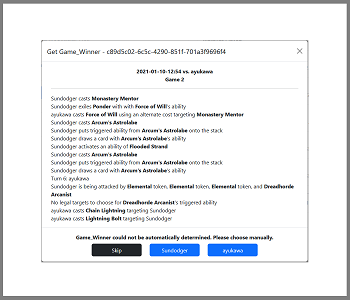 Get Game_Winner - c89d5c02-6c5c-4290-851f-701a3f9696f4
2021-01-10-12:54 vs. ayukawa
Game 2
Sundodger casts Monastery Mentor
Sundodger exiles Ponder with with Force of Will's ability
ayukawa casts Force of Will using an alternate cost targeting Monastery Mentor
Sundodger casts Arcum's Astrolabe
Sundodger puts triggered ability from Arcum's Astrolabe onto the stack
Sundodger draws a card with Arcum's Astrolabe's ability
Sundodger activates an ability of Flooded Strand
Sundodger casts Arcum's Astrolabe
Sundodger puts triggered ability from Arcum's Astrolabe onto the stack
Sundodger draws a card with Arcum's Astrolabe's ability
Turn 6: ayukawa
Sundodger is being attacked by Elemental token, Elemental token, Elemental token, and Dreadhorde
Arcanist
No legal targets to choose for Dreadhorde Arcanist's triggered ability
ayukawa casts Chain Lightning targeting Sundodger
ayukawa casts Lightning Bolt targeting Sundodger
Game_Winner could not be automatically determined. Please choose manually.
Skip
Sundodger
ayukawa